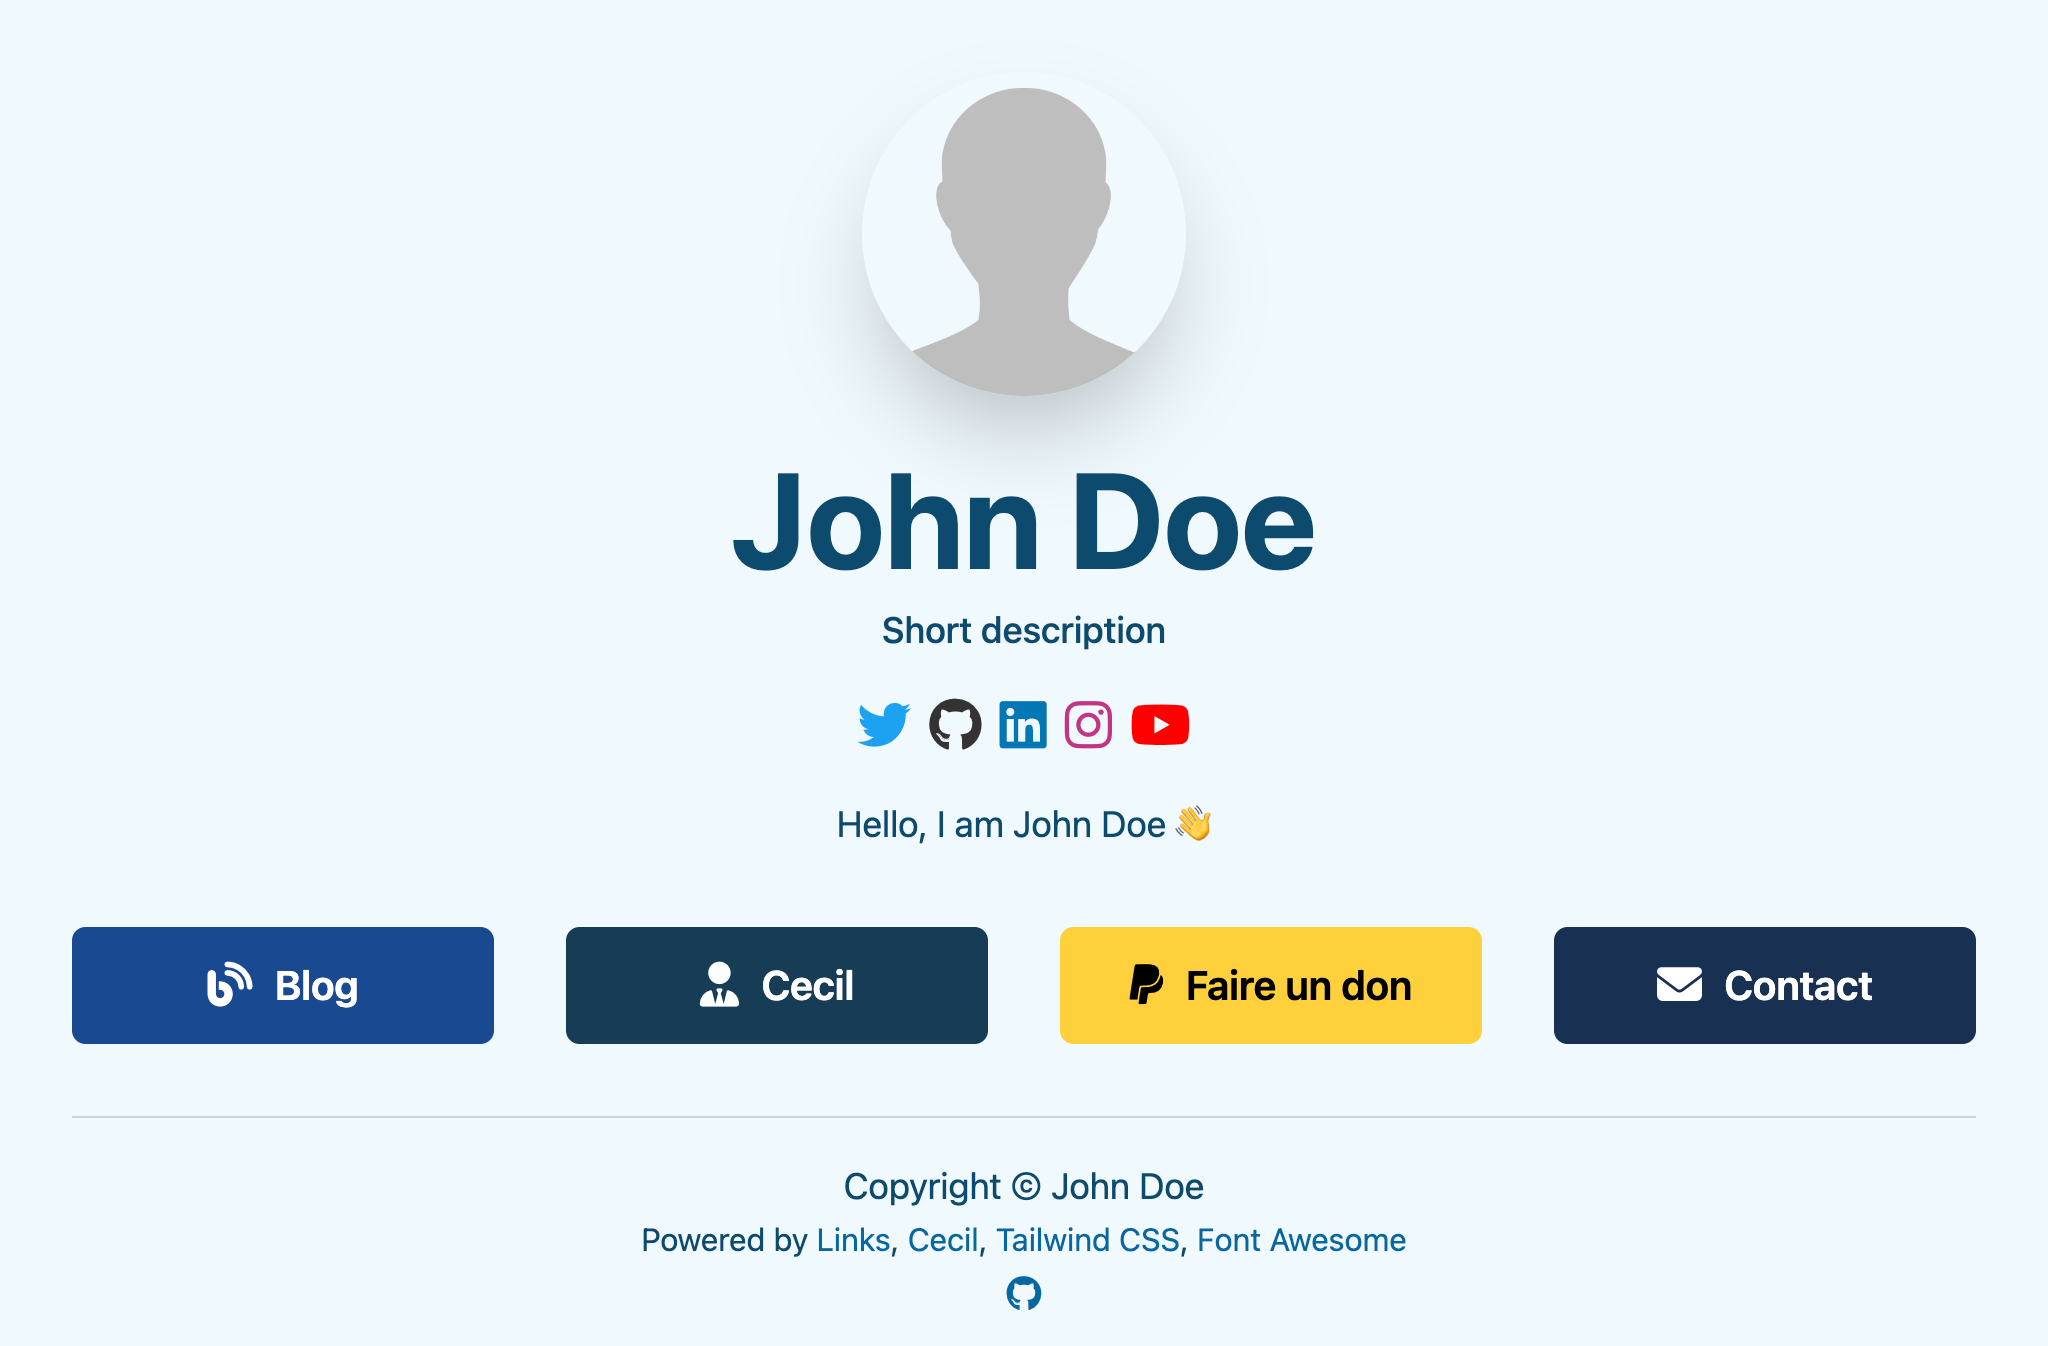 John Doe
Short description
Hello, I am John Doe 👋
Blog
Cecil
Faire un don
Contact
Copyright © John Doe
Powered by Links, Cecil, Tailwind CSS, Font Awesome